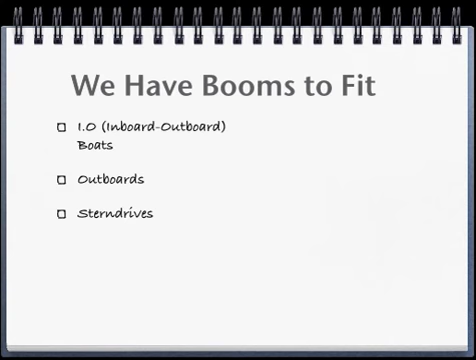 We Have Booms to Fit
I.O (Inboard-Outboard)
Boats
Outboards
Sterndrives